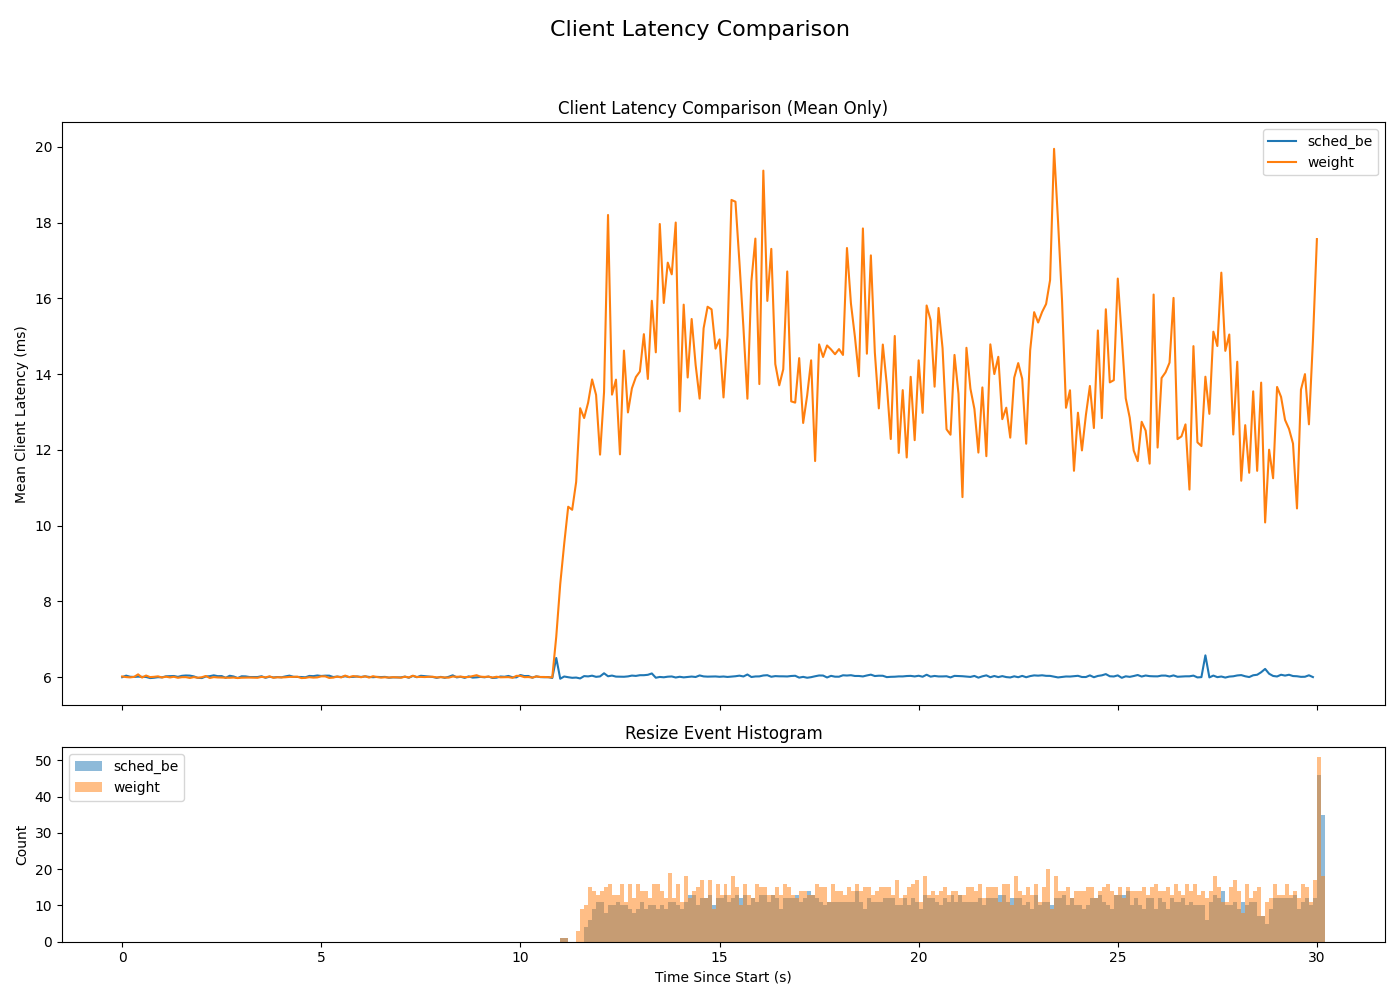 Client Latency Comparison
Client Latency Comparison (Mean Only)
sched_be
weight
Mean Client Latency (ms)
20
18
16
14
12
10
8
6
Resize Event Histogram
sched_be
weight
Count
50
40
30
20
10
0
0 5 10 15 20 25 30
Time Since Start (s)